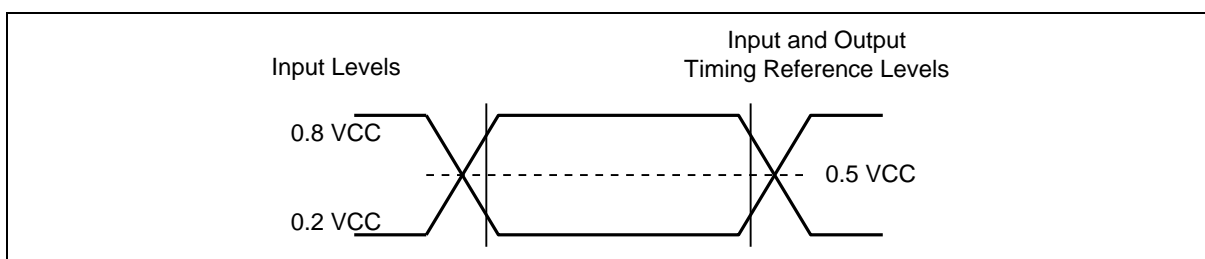 Input Levels
Input and Output
Timing Reference Levels
0.8 VCC
0.5 VCC
0.2 VCC